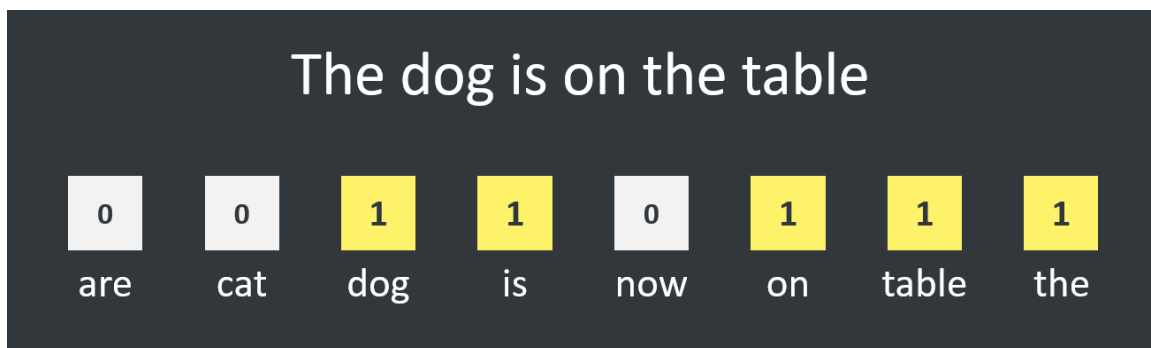 The dog is on the table
0 0 1 1 0 1 1 1
are cat dog is now on table the